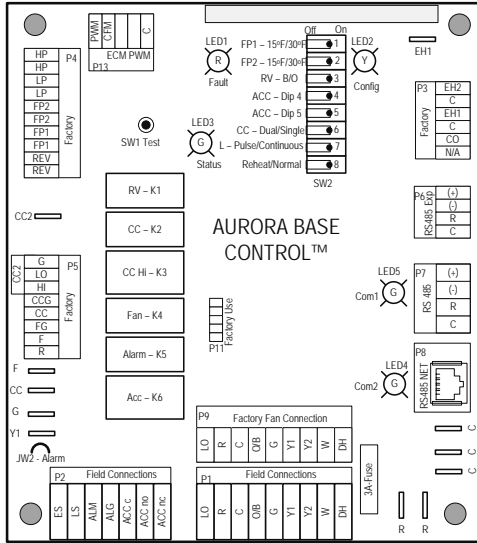 PWM
CFM
C
ECM PWM
P13
LED1
R
Fault
Off On
FP1 – 15ºF/30ºF 1
FP2 – 15ºF/30ºF 2
RV – B/O 3
ACC – Dip 4 4
ACC – Dip 5 5
CC – Dual/Single 6
L – Pulse/Continuous 7
Reheat/Normal 8
SW2
LED2
Y
Config
EH1
P4
HP
HP
LP
LP
FP2
FP2
FP1
FP1
REV
REV
Factory
SW1 Test
LED3
G
Status
P3
Factory
EH2
C
EH1
C
CO
N/A
RV – K1
CC – K2
CC Hi – K3
Fan – K4
Alarm – K5
Acc – K6
AURORA BASE
CONTROL™
P6
RS485 Exp
(+)
(-)
R
C
CC2
CC2
P5
G
LO
HI
CCG
CC
FG
F
R
Factory
P11
Factory Use
LED5
G
Com1
P7
RS 485
(+)
(-)
R
C
LED4
G
Com2
P8
RS485 NET
F
CC
G
Y1
JW2 - Alarm
P9
Factory Fan Connection
LO
R
C
O/B
G
Y1
Y2
W
DH
P2
Field Connections
ES
LS
ALM
ALG
ACC c
ACC no
ACC nc
P1
Field Connections
LO
R
C
O/B
G
Y1
Y2
W
DH
3A-Fuse
C
C
C
R
R